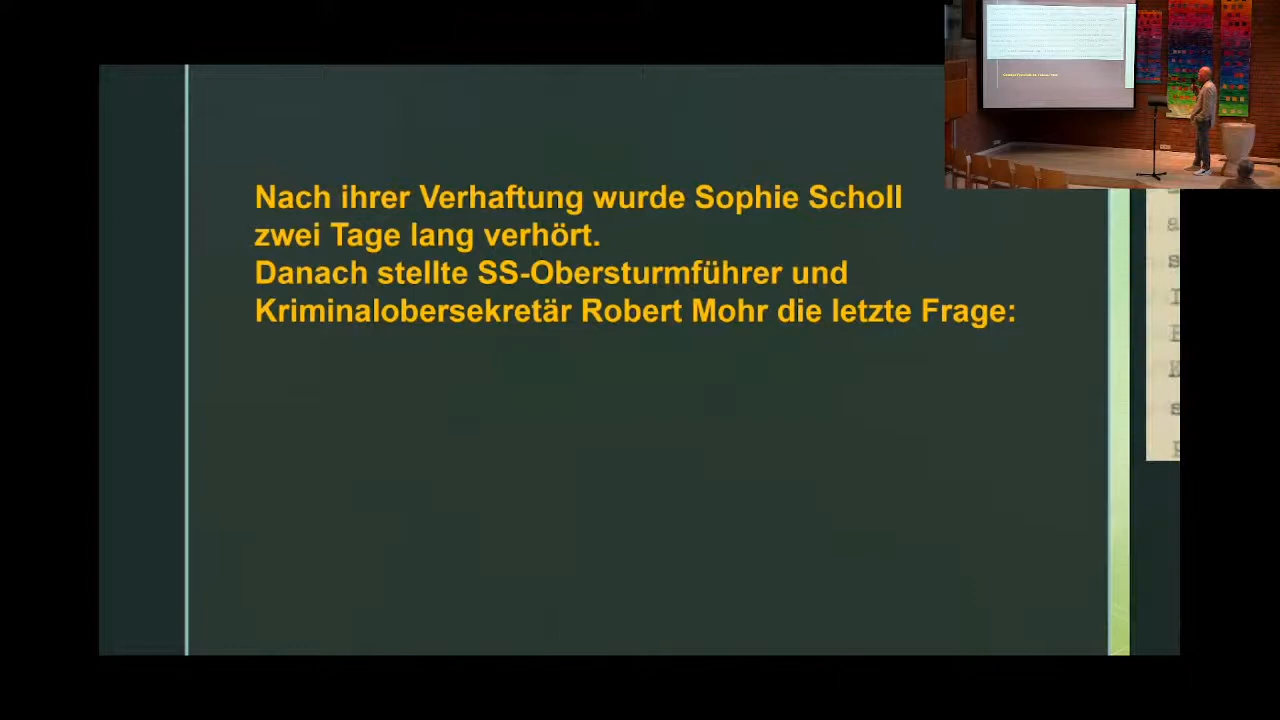 Nach ihrer Verhaftung wurde Sophie Scholl
zwei Tage lang verhört.
Danach stellte SS-Obersturmführer und
Kriminalobersekretär Robert Mohr die letzte Frage: